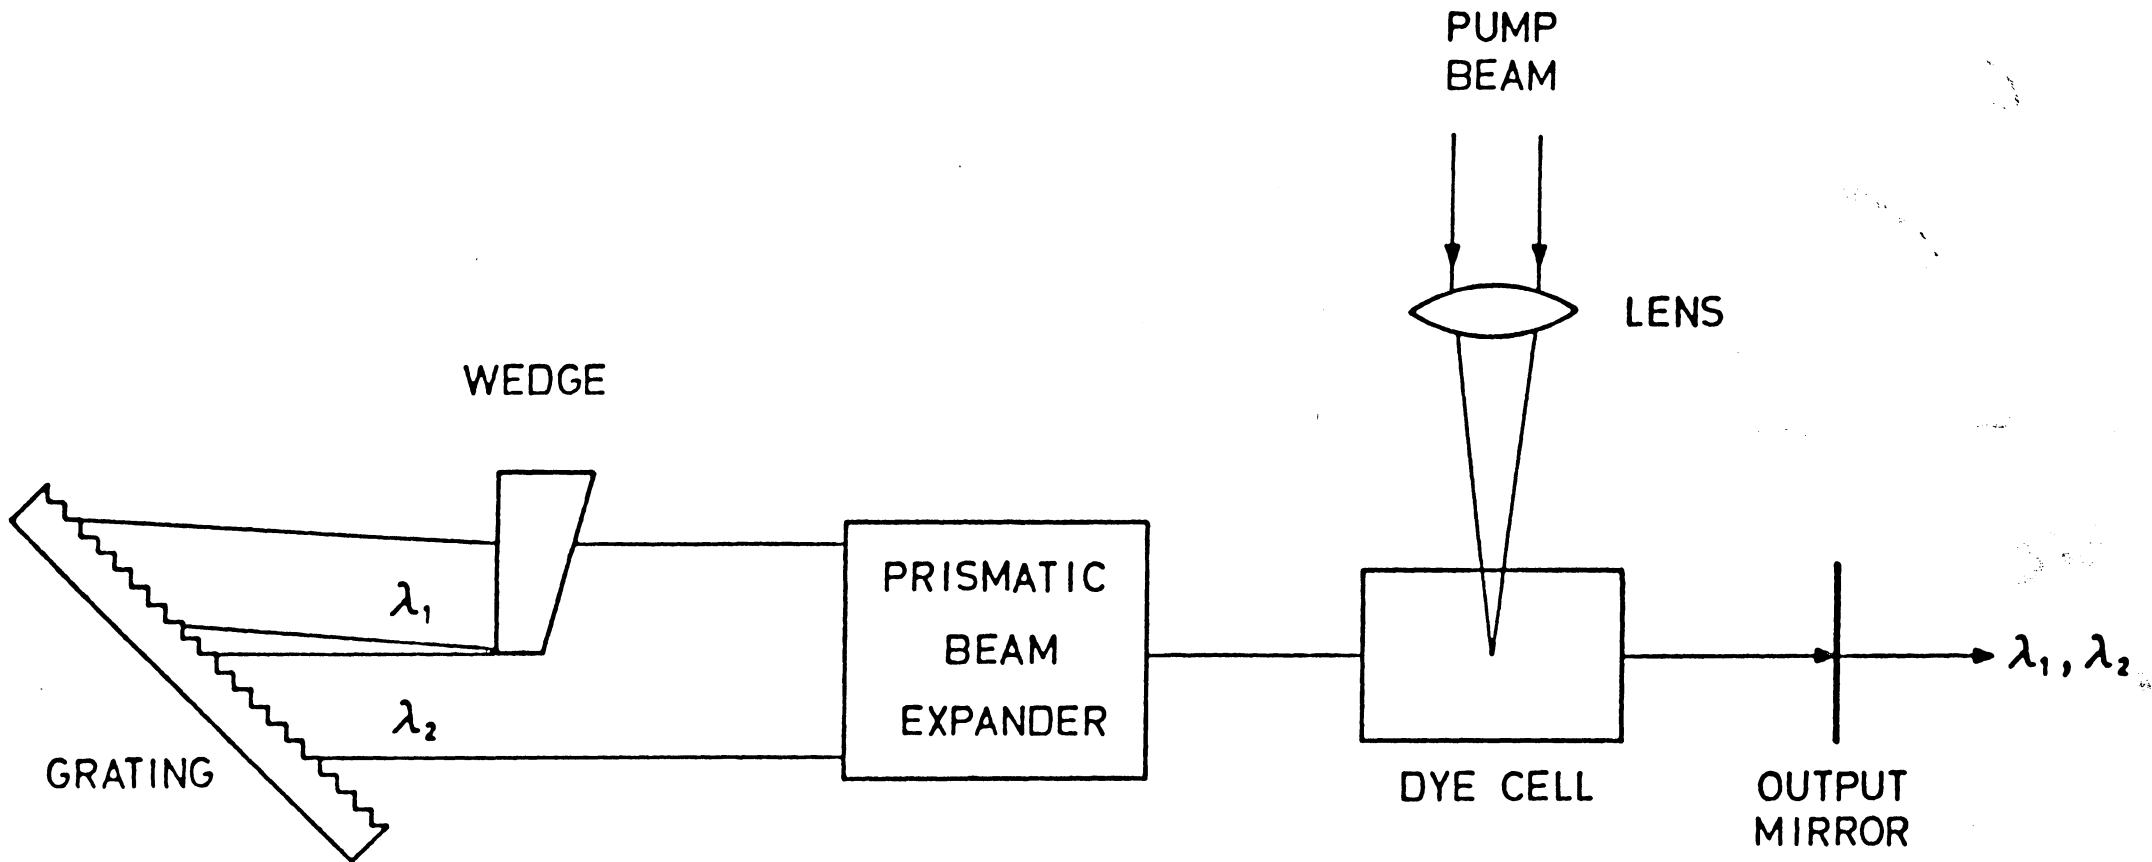 PUMP
BEAM
LENS
WEDGE
PRISMATIC
BEAM
EXPANDER
λ₁
λ₂
λ₁, λ₂
GRATING
DYE CELL
OUTPUT
MIRROR